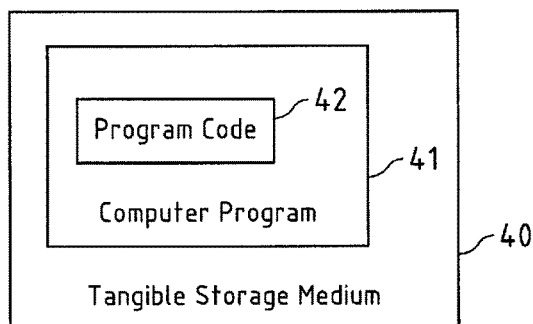 42
Program Code
41
Computer Program
40
Tangible Storage Medium